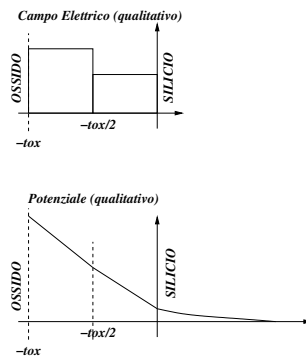 Campo Elettrico (qualitativo)
OSSIDO
SILICIO
−tox/2
−tox
Potenziale (qualitativo)
OSSIDO
SILICIO
−tox/2
−tox